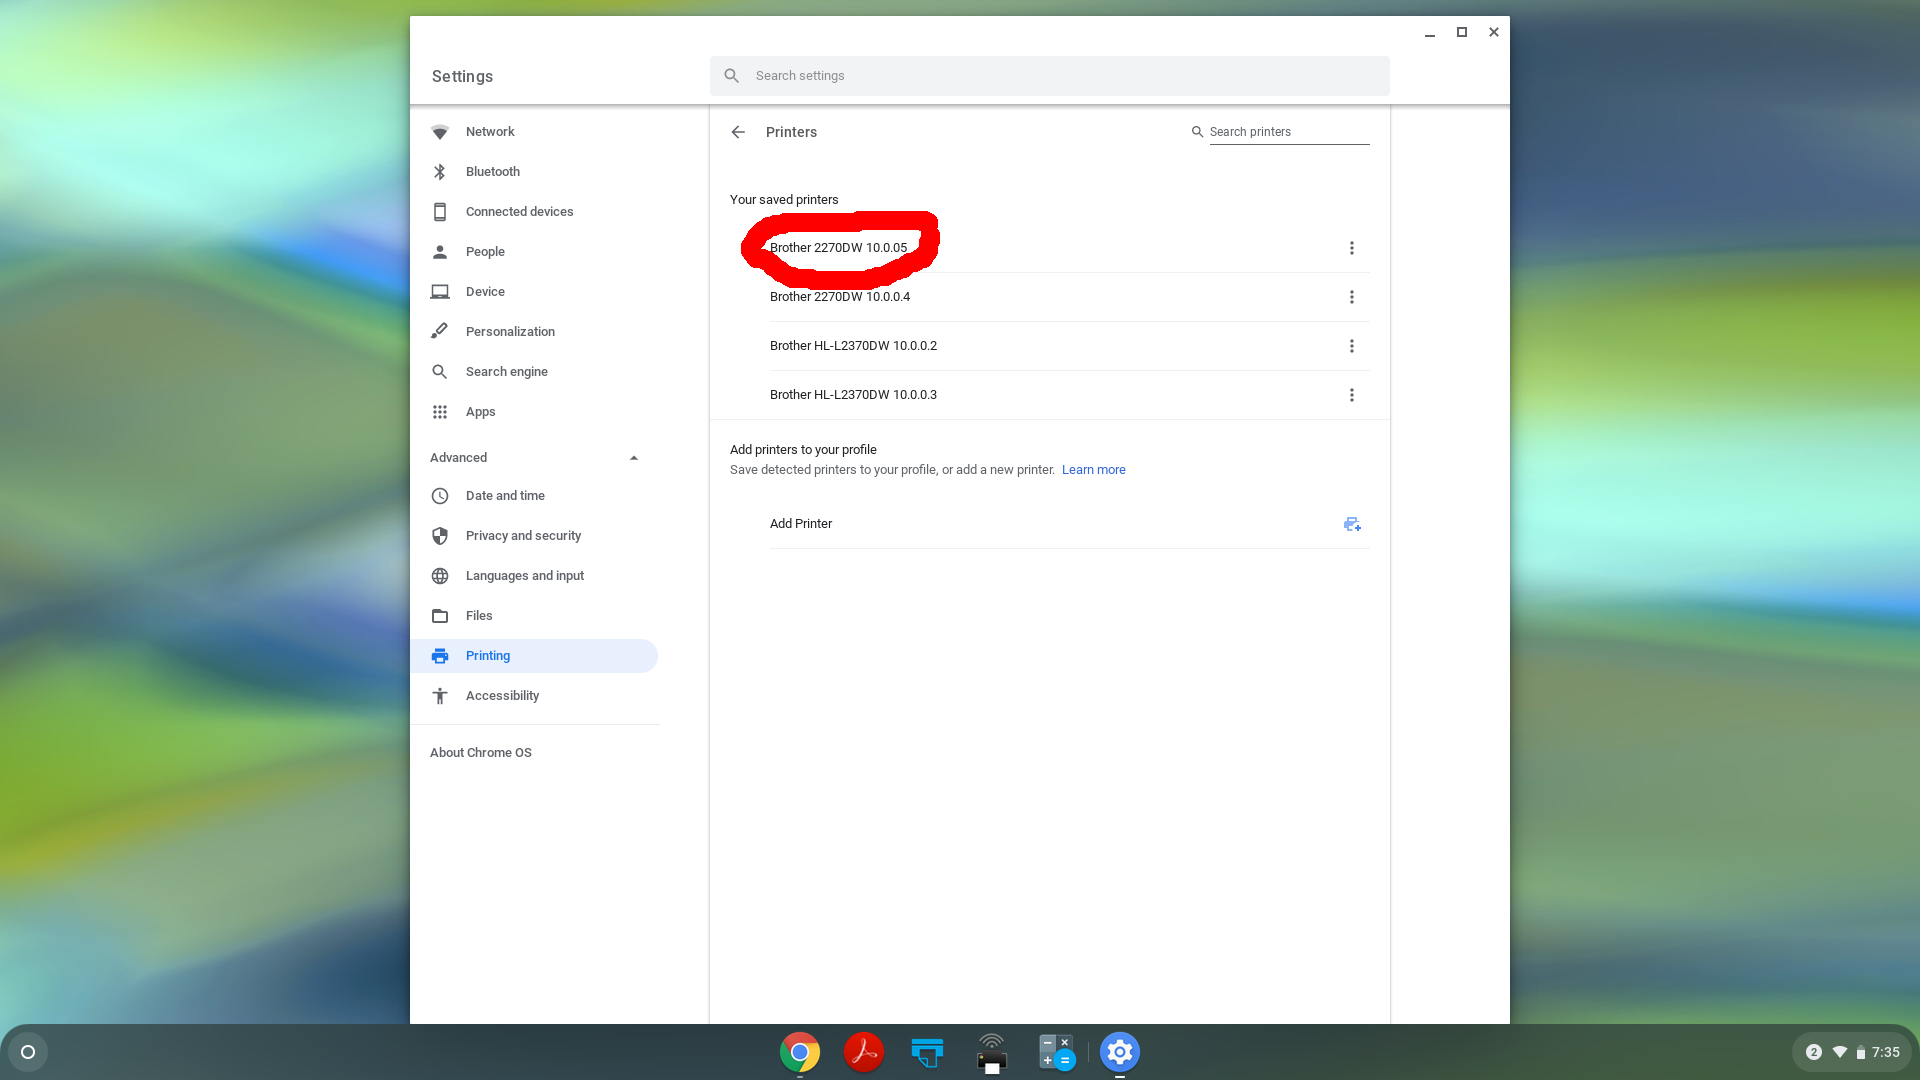 Settings
Search settings
Network
Bluetooth
Connected devices
People
Device
Personalization
Search engine
Apps
Advanced
Date and time
Privacy and security
Languages and input
Files
Printing
Accessibility
About Chrome OS
Printers
Search printers
Your saved printers
Brother 2270DW 10.0.05
Brother 2270DW 10.0.0.4
Brother HL-L2370DW 10.0.0.2
Brother HL-L2370DW 10.0.0.3
Add printers to your profile
Save detected printers to your profile, or add a new printer. Learn more
Add Printer
2 7:35